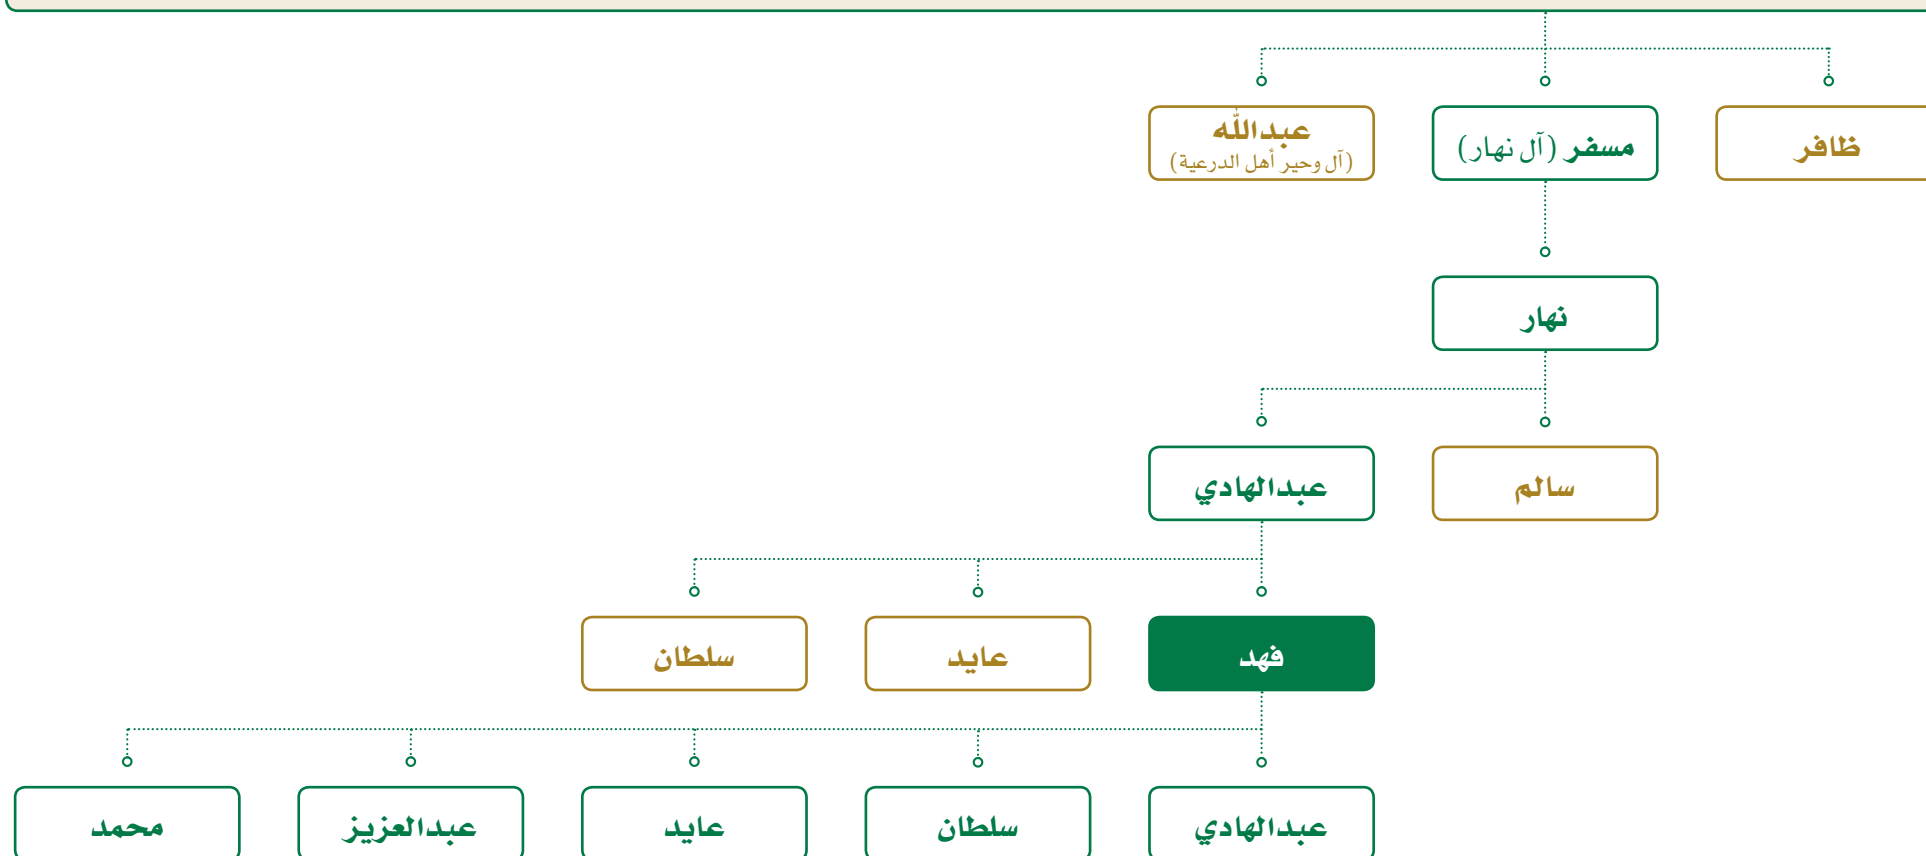 ظافر
مسفر (آل نهار)
عبدالله
(آل وحير أهل الدرعية)
نهار
سالم
عبدالهادي
فهد
عايد
سلطان
عبدالهادي
سلطان
عايد
عبدالعزيز
محمد